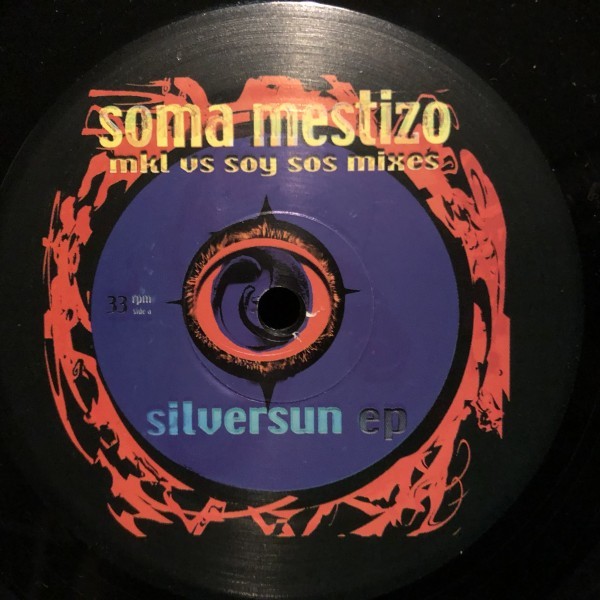 soma mestizo
mkl vs soy sos mixes
33 rpm
side a
silversun ep